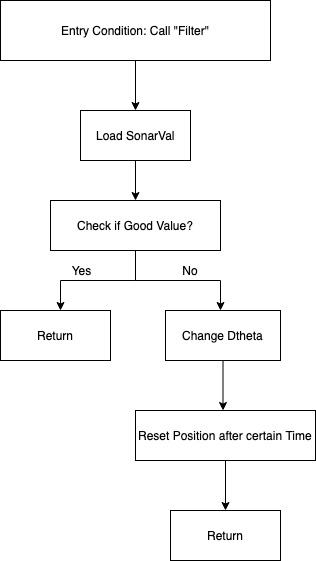 Entry Condition: Call "Filter"
Load SonarVal
Check if Good Value?
Yes
No
Return
Change Dtheta
Reset Position after certain Time
Return